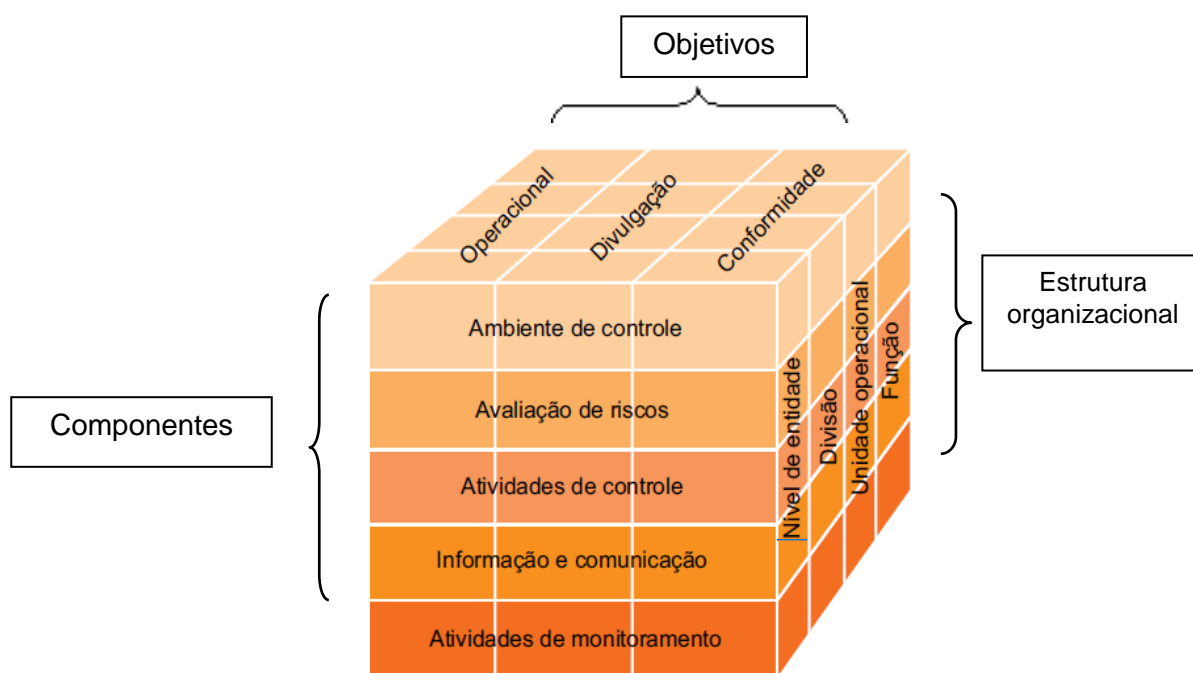 Objetivos
Operacional
Divulgação
Conformidade
Componentes
Ambiente de controle
Avaliação de riscos
Atividades de controle
Informação e comunicação
Atividades de monitoramento
Nível de entidade
Divisão
Unidade operacional
Função
Estrutura
organizacional